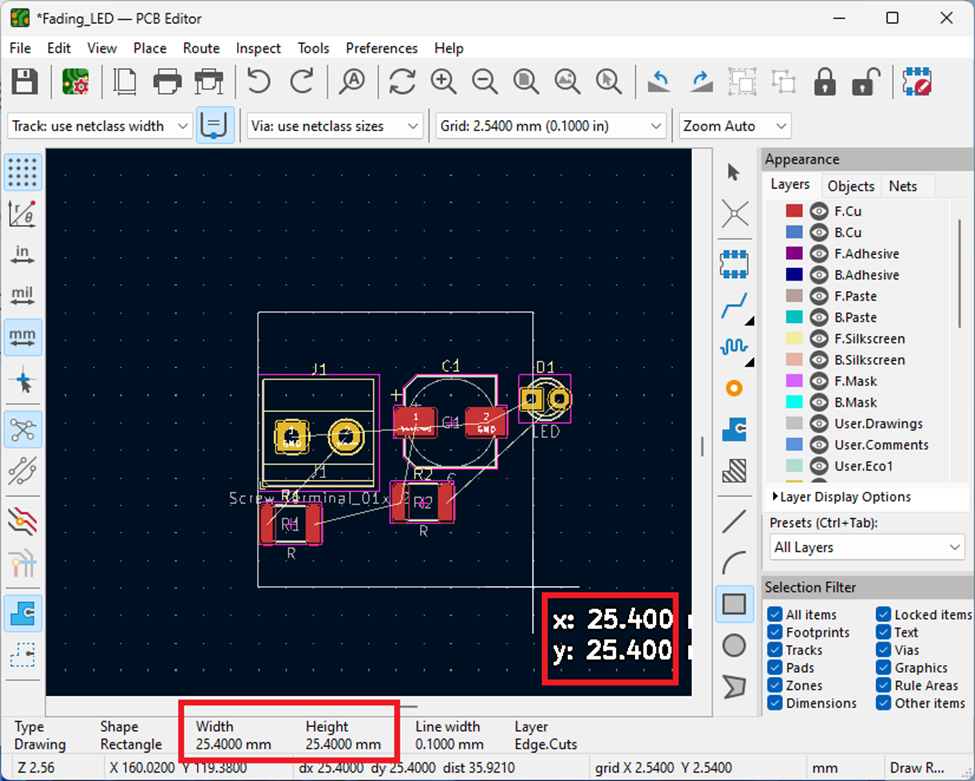 *Fading_LED — PCB Editor
File Edit View Place Route Inspect Tools Preferences Help
Track: use netclass width Via: use netclass sizes Grid: 2.5400 mm (0.1000 in) Zoom Auto
Appearance
Layers Objects Nets
F.Cu
B.Cu
F.Adhesive
B.Adhesive
F.Paste
B.Paste
F.Silkscreen
B.Silkscreen
F.Mask
B.Mask
User.Drawings
User.Comments
User.Eco1
Layer Display Options
Presets (Ctrl+Tab):
All Layers
Selection Filter
All items Locked items
Footprints Text
Tracks Vias
Pads Graphics
Zones Rule Areas
Dimensions Other items
in
mil
mm
J1 C1 D1
1 2
GND
C1
GND
LED
J1
R2
Screw_Terminal_01x
C
R1
R2
R1
R
R
x: 25.400
y: 25.400
Type Shape Width Height Line width Layer
Drawing Rectangle 25.4000 mm 25.4000 mm 0.1000 mm Edge.Cuts
Z 2.56 X 160.0200 Y 119.3800 dx 25.4000 dy 25.4000 dist 35.9210 grid X 2.5400 Y 2.5400 mm Draw R...